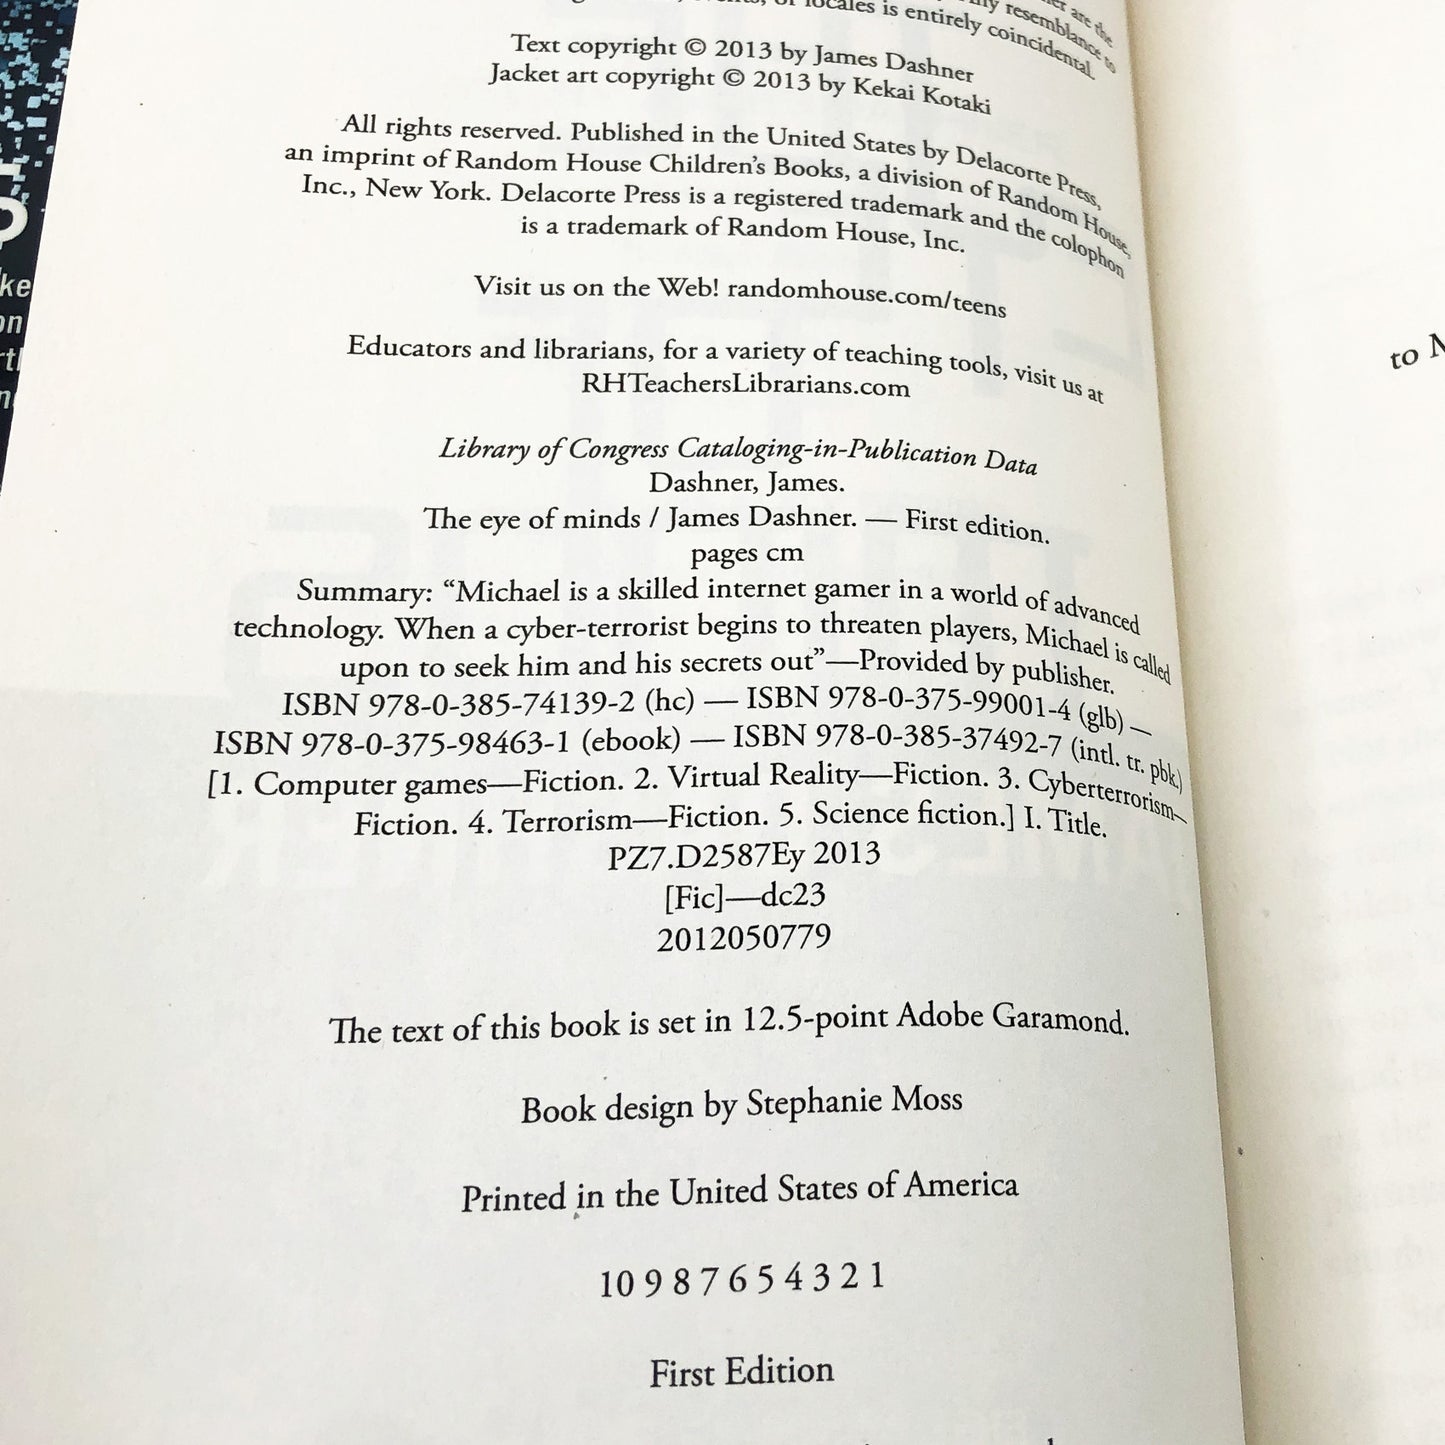 er are the
ny resemblance to
locales is entirely coincidental.
Text copyright © 2013 by James Dashner
Jacket art copyright © 2013 by Kekai Kotaki
All rights reserved. Published in the United States by Delacorte Press,
an imprint of Random House Children's Books, a division of Random House,
Inc., New York. Delacorte Press is a registered trademark and the colophon
is a trademark of Random House, Inc.
Visit us on the Web! randomhouse.com/teens
Educators and librarians, for a variety of teaching tools, visit us at
RHTeachersLibrarians.com
Library of Congress Cataloging-in-Publication Data
Dashner, James.
The eye of minds / James Dashner. — First edition.
pages cm
Summary: “Michael is a skilled internet gamer in a world of advanced
technology. When a cyber-terrorist begins to threaten players, Michael is called
upon to seek him and his secrets out”—Provided by publisher.
ISBN 978-0-385-74139-2 (hc) — ISBN 978-0-375-99001-4 (glb) —
ISBN 978-0-375-98463-1 (ebook) — ISBN 978-0-385-37492-7 (intl. tr. pbk.)
[1. Computer games—Fiction. 2. Virtual Reality—Fiction. 3. Cyberterrorism—
Fiction. 4. Terrorism—Fiction. 5. Science fiction.] I. Title.
PZ7.D2587Ey 2013
[Fic]—dc23
2012050779
The text of this book is set in 12.5-point Adobe Garamond.
Book design by Stephanie Moss
Printed in the United States of America
10 9 8 7 6 5 4 3 2 1
First Edition
to
ke
on